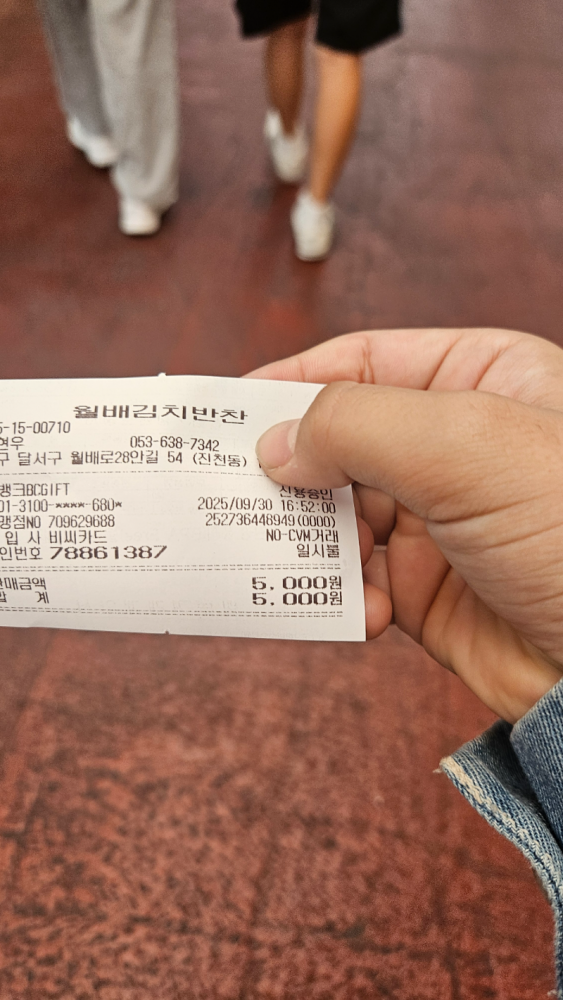 월배김치반찬
5-15-00710
여우 053-638-7342
구 달서구 월배로28안길 54 (진천동)
뱅크BCGIFT 신용승인
01-3100-****-680* 2025/09/30 16:52:00
맹점NO 709629688 252736448949(0000)
입 사 비씨카드 NO-CVM거래
인번호 78861387 일시불
판매금액 5,000원
합 계 5,000원